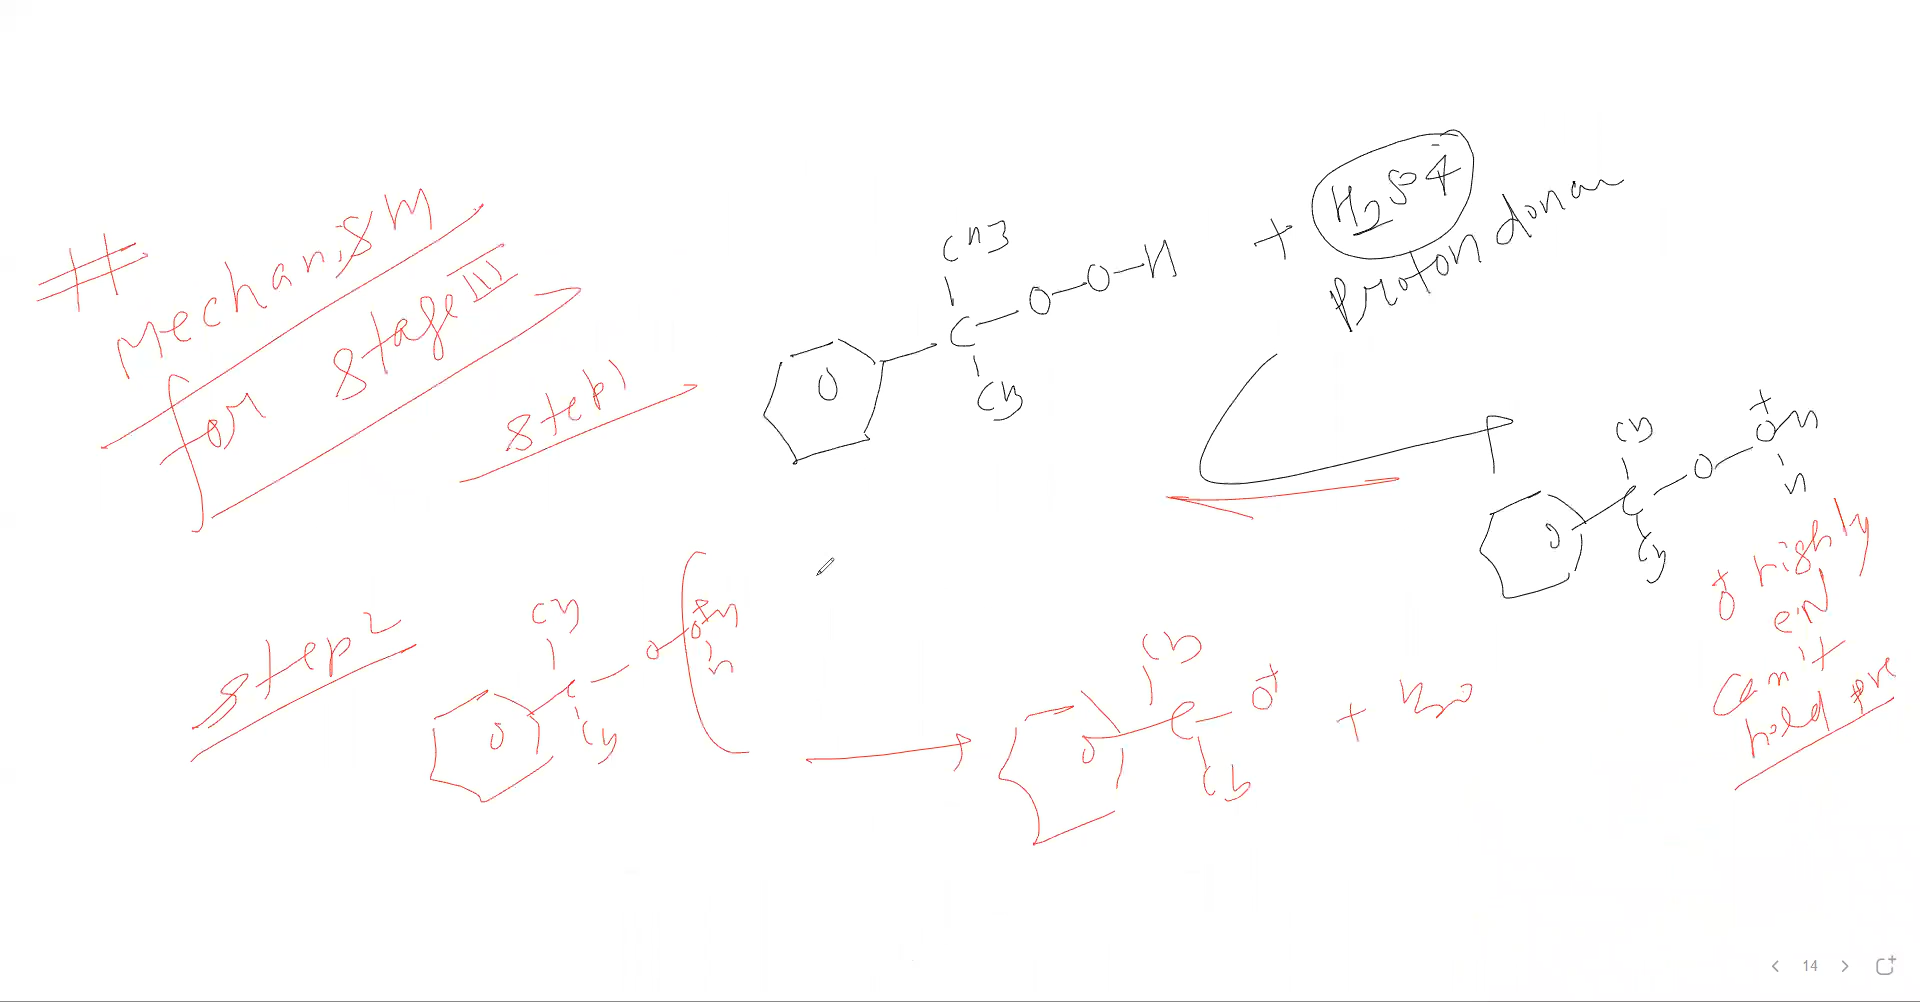 #
Mechanism
for Stage III
Step 1
CH3
C-O-O-H
CH3
+ H2SO4
Proton donar
CH3
C-O-O+-H
H
CH3
O+ highly
EN
can't
hold +ve
Step 2
CH3
C-O-O+-H
H
CH3
CH3
C-O+ + H2O
CH3
14